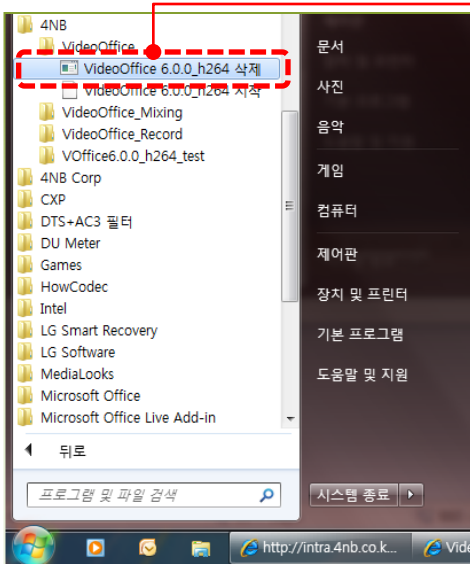 4NB
VideoOffice
VideoOffice 6.0.0_h264 삭제
VideoOffice 6.0.0_h264 시작
VideoOffice_Mixing
VideoOffice_Record
VOffice6.0.0_h264_test
4NB Corp
CXP
DTS+AC3 필터
DU Meter
Games
HowCodec
Intel
LG Smart Recovery
LG Software
MediaLooks
Microsoft Office
Microsoft Office Live Add-in
뒤로
프로그램 및 파일 검색
문서
사진
음악
게임
컴퓨터
제어판
장치 및 프린터
기본 프로그램
도움말 및 지원
시스템 종료
http://intra.4nb.co.k...
Vide